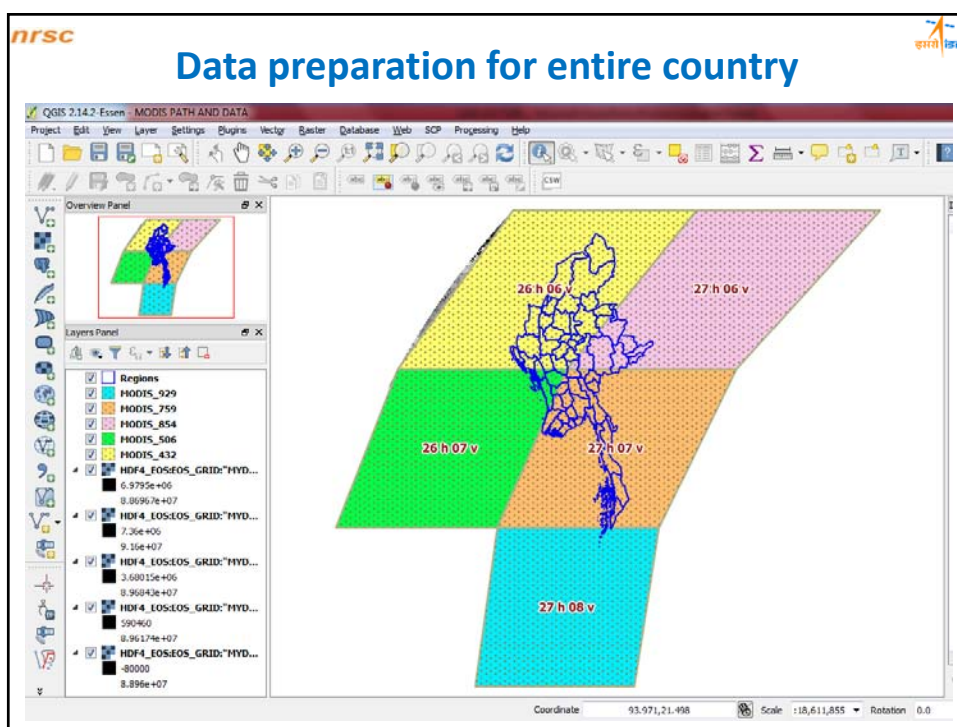 nrsc
इसरो
Data preparation for entire country
QGIS 2.14.2-Essen - MODIS PATH AND DATA
Project Edit View Layer Settings Plugins Vector Raster Database Web SCP Processing Help
CSW
Overview Panel
Layers Panel
Regions
MODIS_929
MODIS_759
MODIS_854
MODIS_506
MODIS_432
HDF4_EOS:EOS_GRID:"MYD...
6.9795e+06
8.86967e+07
HDF4_EOS:EOS_GRID:"MYD...
7.36e+06
9.16e+07
HDF4_EOS:EOS_GRID:"MYD...
3.68015e+06
8.96843e+07
HDF4_EOS:EOS_GRID:"MYD...
590460
8.96174e+07
HDF4_EOS:EOS_GRID:"MYD...
-80000
8.896e+07
26 h 06 v
27 h 06 v
26 h 07 v
27 h 07 v
27 h 08 v
Coordinate 93.971,21.498 Scale :18,611,855 Rotation 0.0